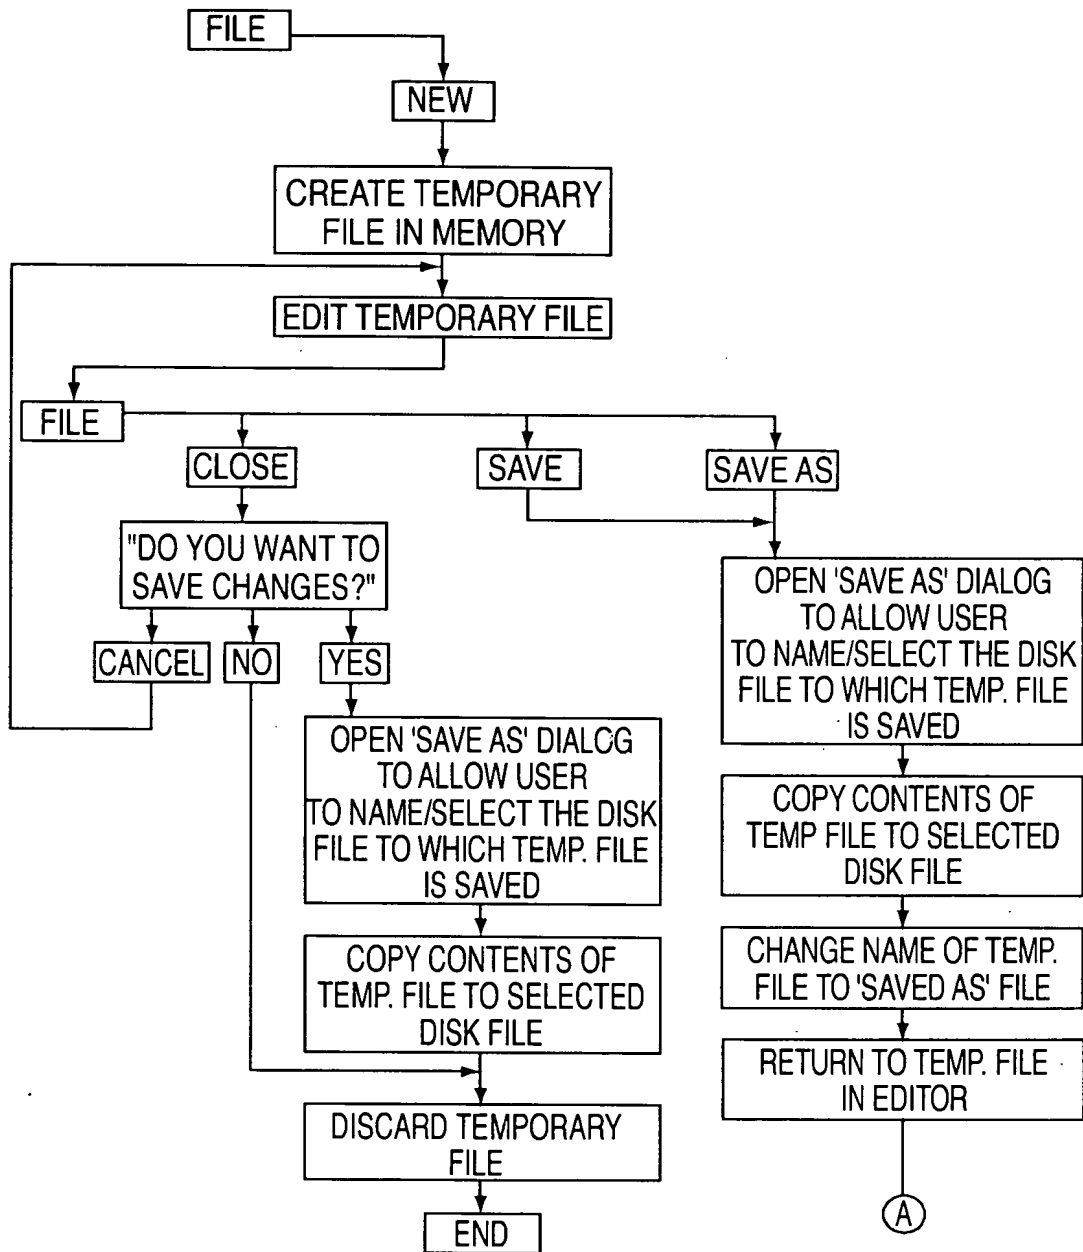 FILE
NEW
CREATE TEMPORARY
FILE IN MEMORY
EDIT TEMPORARY FILE
FILE
CLOSE
SAVE
SAVE AS
"DO YOU WANT TO
SAVE CHANGES?"
CANCEL
NO
YES
OPEN 'SAVE AS' DIALOG
TO ALLOW USER
TO NAME/SELECT THE DISK
FILE TO WHICH TEMP. FILE
IS SAVED
COPY CONTENTS OF
TEMP. FILE TO SELECTED
DISK FILE
DISCARD TEMPORARY
FILE
END
OPEN 'SAVE AS' DIALOG
TO ALLOW USER
TO NAME/SELECT THE DISK
FILE TO WHICH TEMP. FILE
IS SAVED
COPY CONTENTS OF
TEMP FILE TO SELECTED
DISK FILE
CHANGE NAME OF TEMP.
FILE TO 'SAVED AS' FILE
RETURN TO TEMP. FILE
IN EDITOR
A